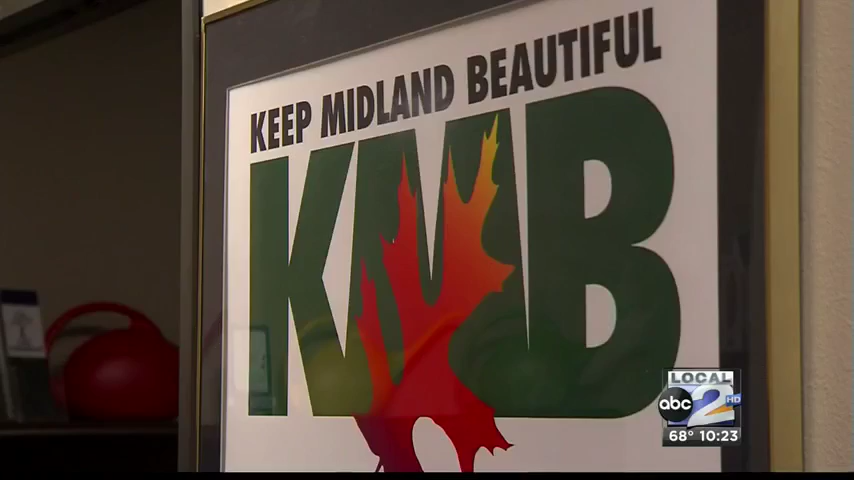 KEEP MIDLAND BEAUTIFUL
KMB
LOCAL
abc 2 HD
68° 10:23